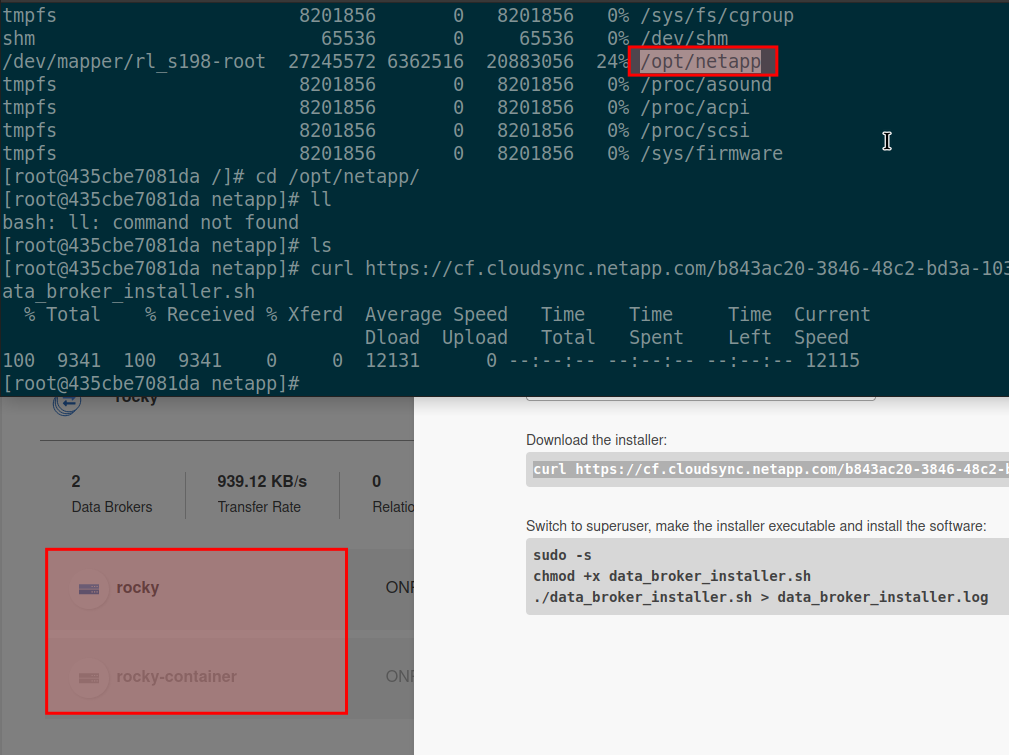 tmpfs 8201856 0 8201856 0% /sys/fs/cgroup
shm 65536 0 65536 0% /dev/shm
/dev/mapper/rl_s198-root 27245572 6362516 20883056 24% /opt/netapp
tmpfs 8201856 0 8201856 0% /proc/asound
tmpfs 8201856 0 8201856 0% /proc/acpi
tmpfs 8201856 0 8201856 0% /proc/scsi
tmpfs 8201856 0 8201856 0% /sys/firmware
[root@435cbe7081da /]# cd /opt/netapp/
[root@435cbe7081da netapp]# ll
bash: ll: command not found
[root@435cbe7081da netapp]# ls
[root@435cbe7081da netapp]# curl https://cf.cloudsync.netapp.com/b843ac20-3846-48c2-bd3a-103
ata_broker_installer.sh
% Total % Received % Xferd Average Speed Time Time Time Current
Dload Upload Total Spent Left Speed
100 9341 100 9341 0 0 12131 0 --:--:-- --:--:-- --:--:-- 12115
[root@435cbe7081da netapp]#
rocky
2 939.12 KB/s 0
Data Brokers Transfer Rate Relatio
rocky ON
rocky-container ON
Download the installer:
curl https://cf.cloudsync.netapp.com/b843ac20-3846-48c2-b
Switch to superuser, make the installer executable and install the software:
sudo -s
chmod +x data_broker_installer.sh
./data_broker_installer.sh > data_broker_installer.log